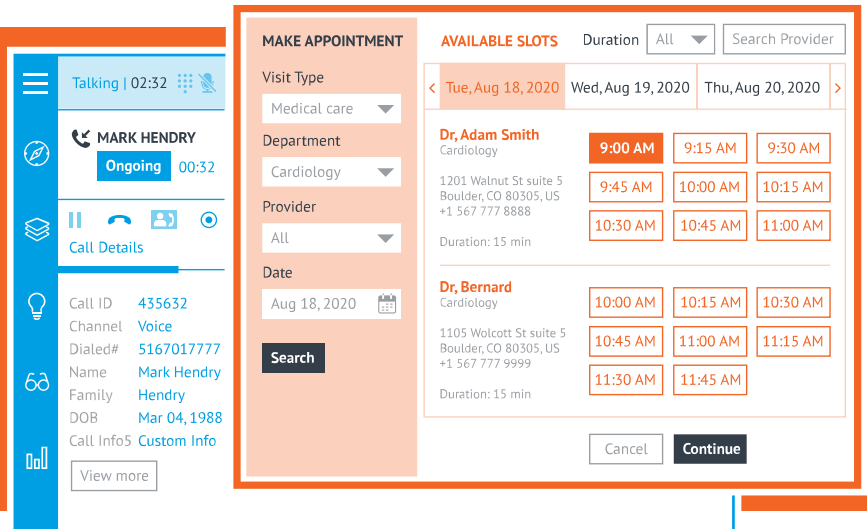 Talking | 02:32
MARK HENDRY
Ongoing 00:32
Call Details
Call ID 435632
Channel Voice
Dialed# 5167017777
Name Mark Hendry
Family Hendry
DOB Mar 04, 1988
Call Info5 Custom Info
View more
MAKE APPOINTMENT
Visit Type
Medical care
Department
Cardiology
Provider
All
Date
Aug 18, 2020
Search
AVAILABLE SLOTS Duration All Search Provider
< Tue, Aug 18, 2020 Wed, Aug 19, 2020 Thu, Aug 20, 2020 >
Dr, Adam Smith
Cardiology
1201 Walnut St suite 5
Boulder, CO 80305, US
+1 567 777 8888
Duration: 15 min
9:00 AM 9:15 AM 9:30 AM
9:45 AM 10:00 AM 10:15 AM
10:30 AM 10:45 AM 11:00 AM
Dr, Bernard
Cardiology
1105 Wolcott St suite 5
Boulder, CO 80305, US
+1 567 777 9999
Duration: 15 min
10:00 AM 10:15 AM 10:30 AM
10:45 AM 11:00 AM 11:15 AM
11:30 AM 11:45 AM
Cancel Continue